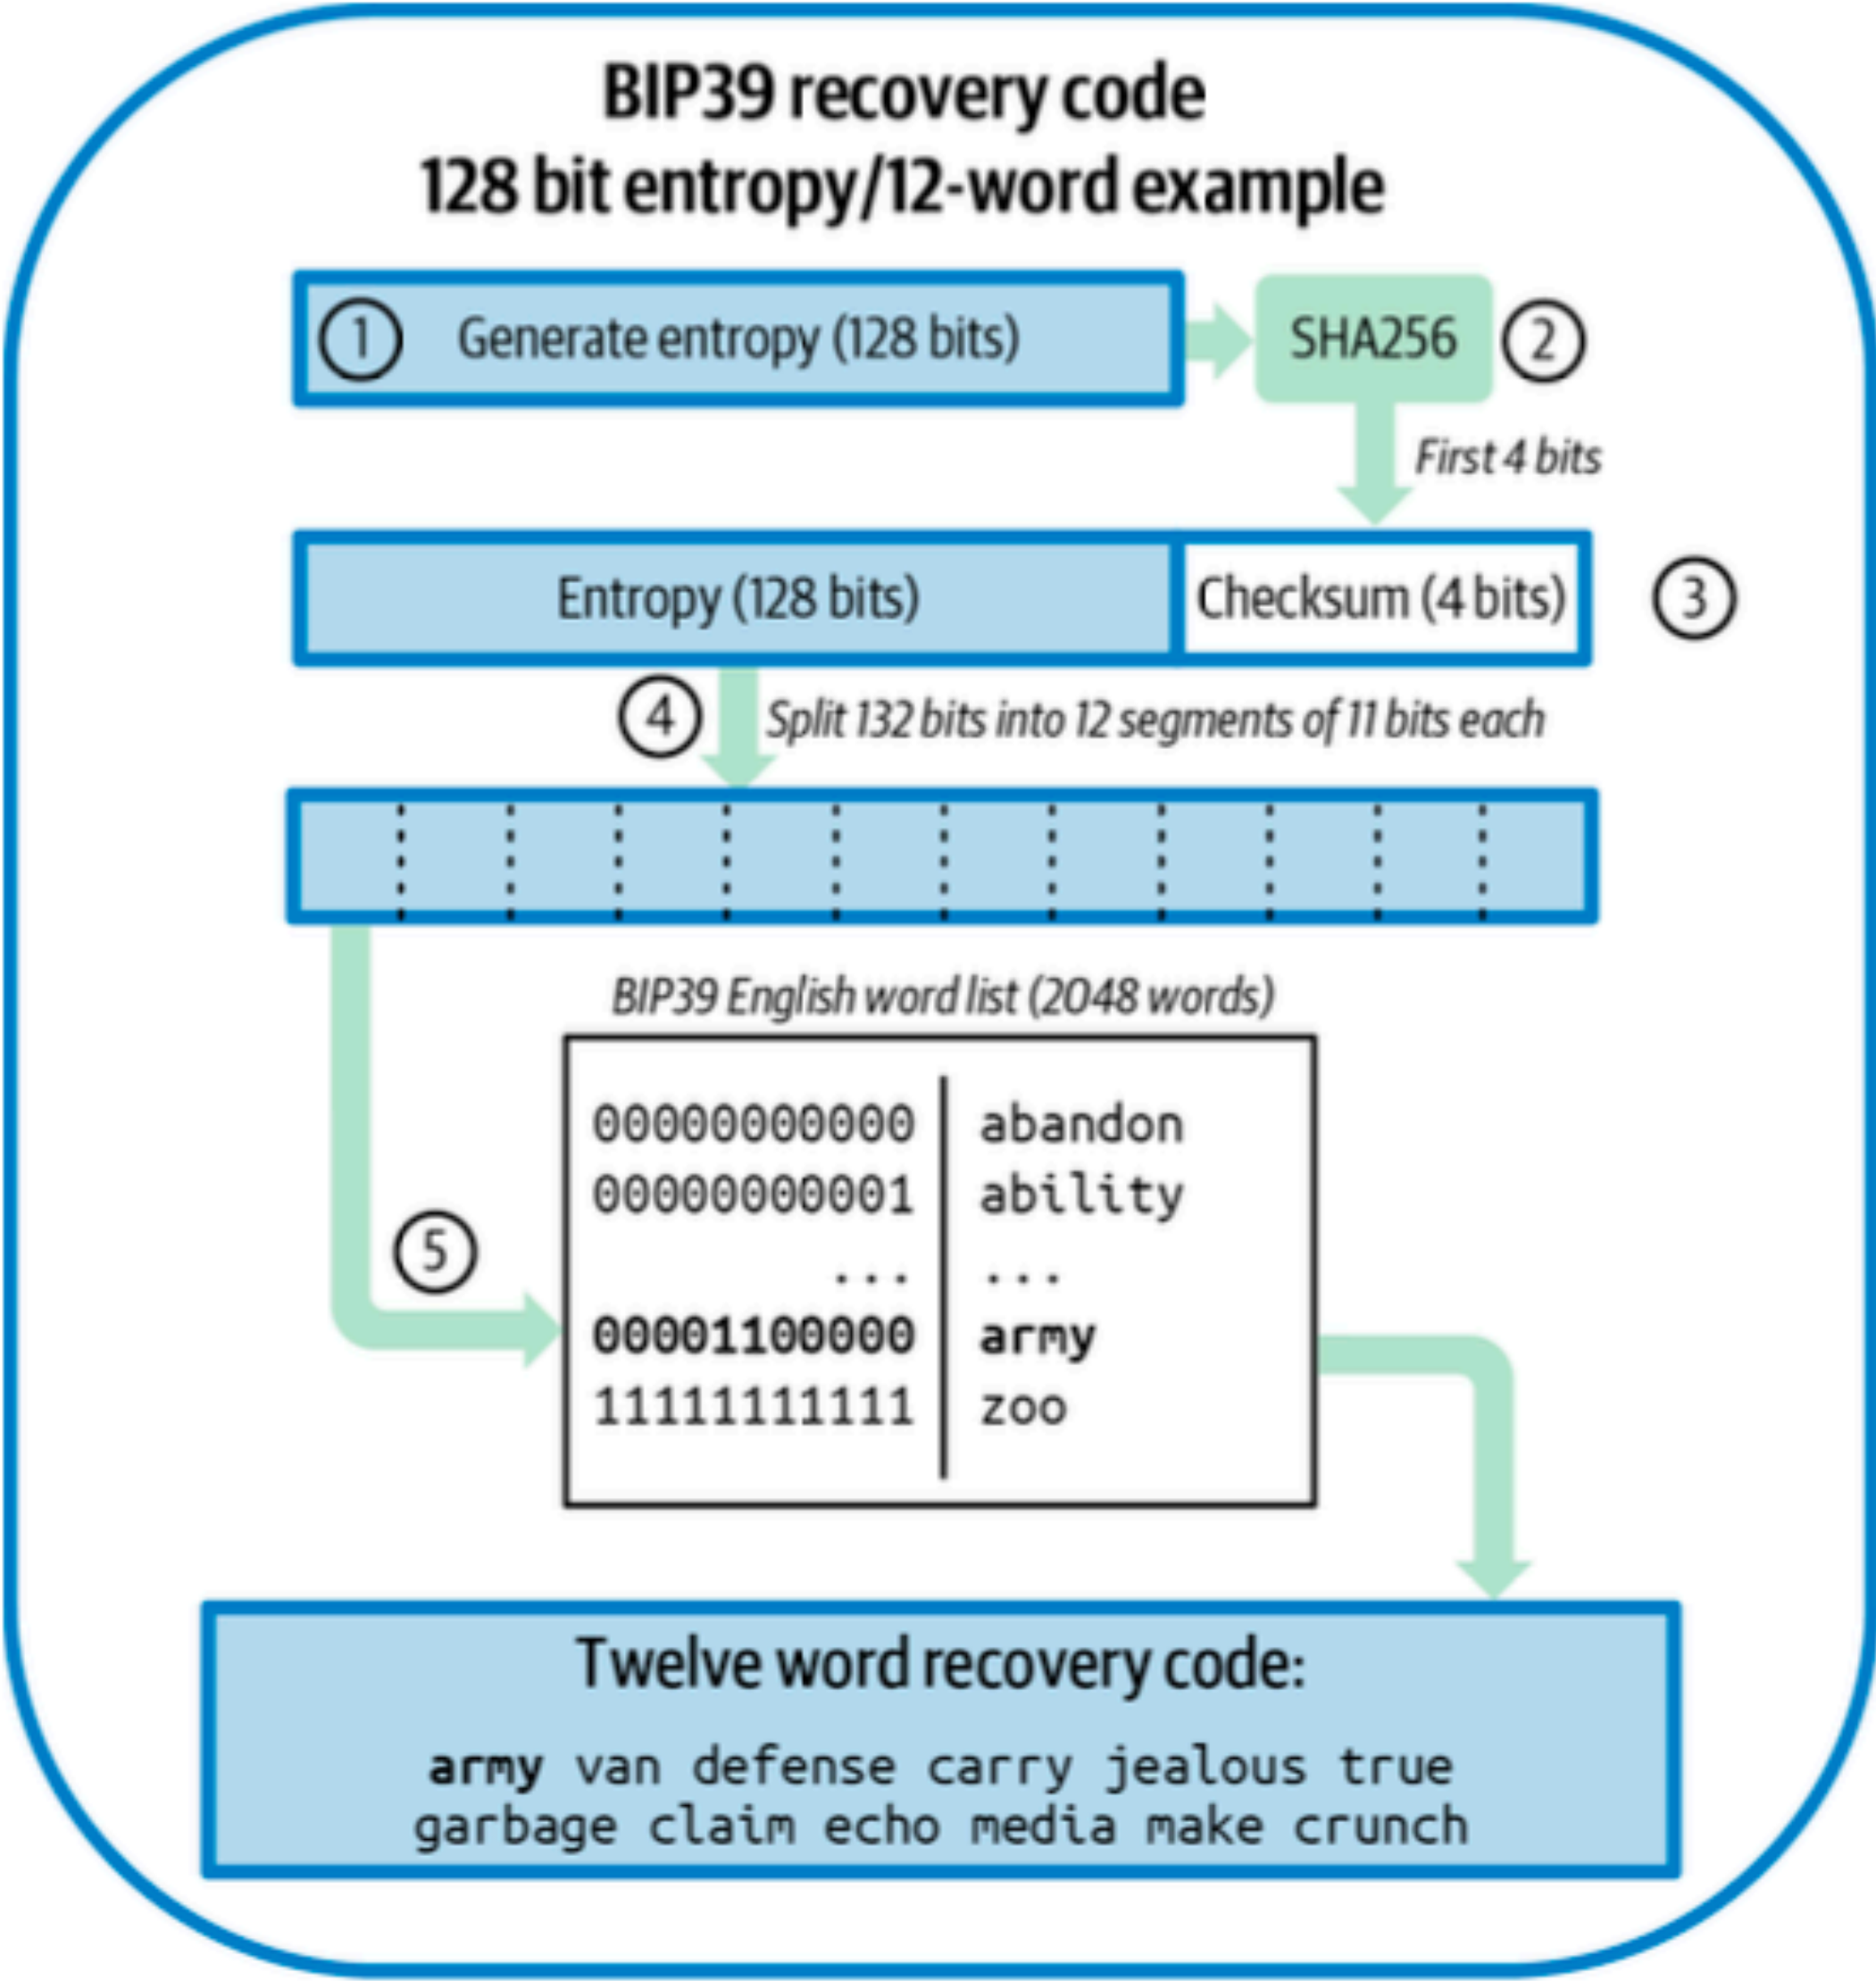 BIP39 recovery code
128 bit entropy/12-word example
1 Generate entropy (128 bits)
SHA256
2
First 4 bits
Entropy (128 bits)
Checksum (4 bits)
3
4
Split 132 bits into 12 segments of 11 bits each
BIP39 English word list (2048 words)
00000000000 abandon
00000000001 ability
... ...
5
00001100000 army
11111111111 zoo
Twelve word recovery code:
army van defense carry jealous true
garbage claim echo media make crunch